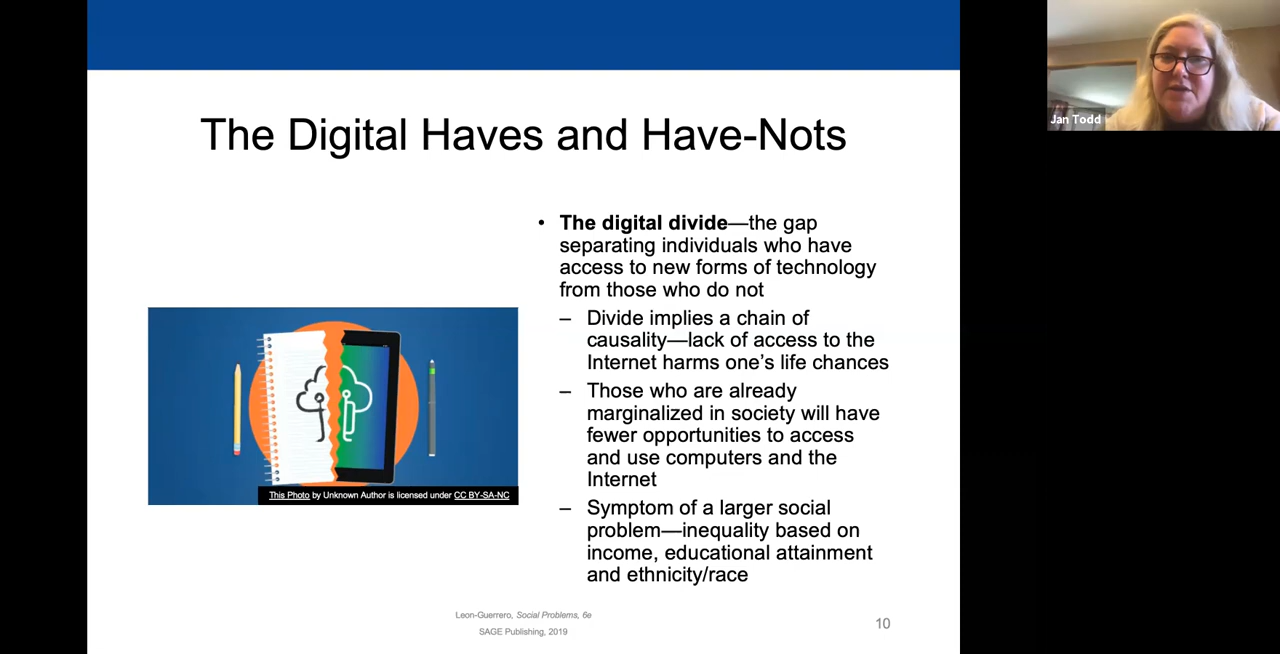 The Digital Haves and Have-Nots
Jan Todd
• The digital divide—the gap
separating individuals who have
access to new forms of technology
from those who do not
– Divide implies a chain of
causality—lack of access to the
Internet harms one’s life chances
– Those who are already
marginalized in society will have
fewer opportunities to access
and use computers and the
Internet
– Symptom of a larger social
problem—inequality based on
income, educational attainment
and ethnicity/race
This Photo by Unknown Author is licensed under CC BY-SA-NC
Leon-Guerrero, Social Problems, 6e
SAGE Publishing, 2019
10